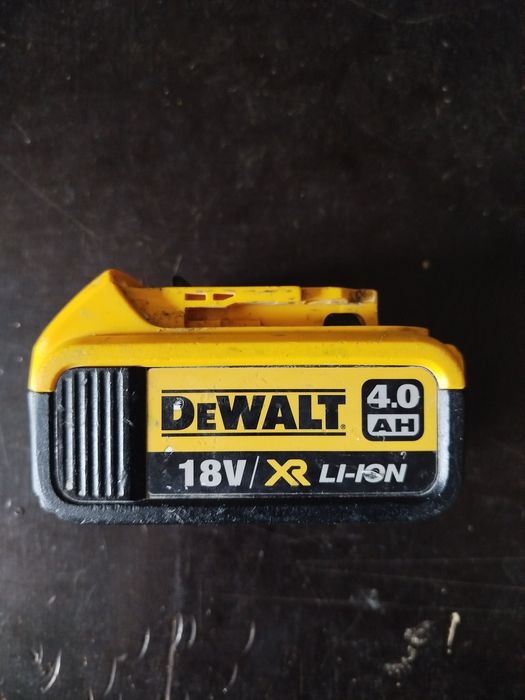 DEWALT
4.0
AH
18V/XR LI-ION